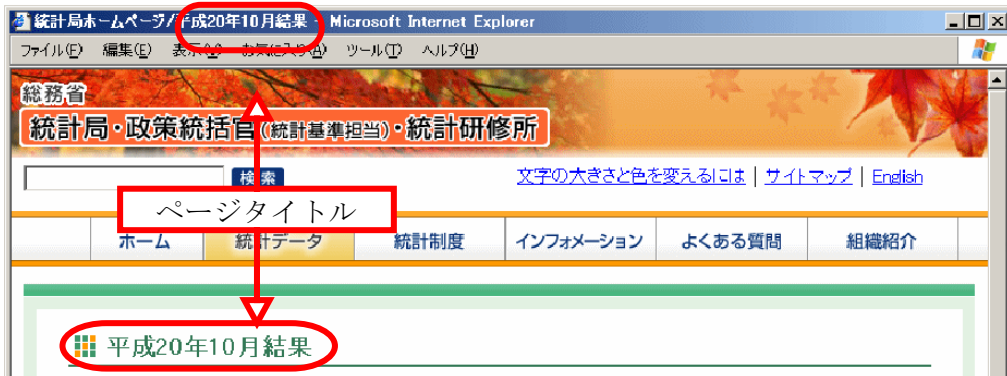 統計局ホームページ/平成20年10月結果 - Microsoft Internet Explorer
ファイル(F) 編集(E) 表示(V) お気に入り(A) ツール(T) ヘルプ(H)
総務省
統計局・政策統括官(統計基準担当)・統計研修所
検索
文字の大きさと色を変えるには | サイトマップ | English
ページタイトル
ホーム 統計データ 統計制度 インフォメーション よくある質問 組織紹介
平成20年10月結果